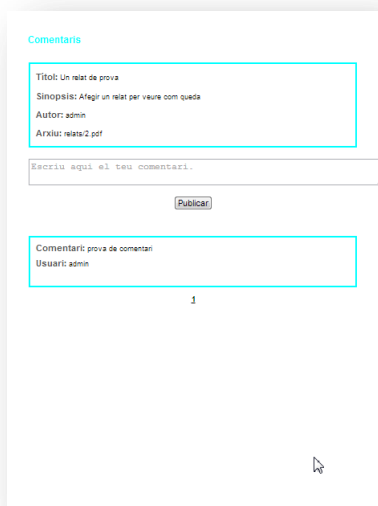 Comentaris
Títol: Un relat de prova
Sinopsis: Afegir un relat per veure com queda
Autor: admin
Arxiu: relats/2.pdf
Escriu aqui el teu comentari.
Publicar
Comentari: prova de comentari
Usuari: admin
1